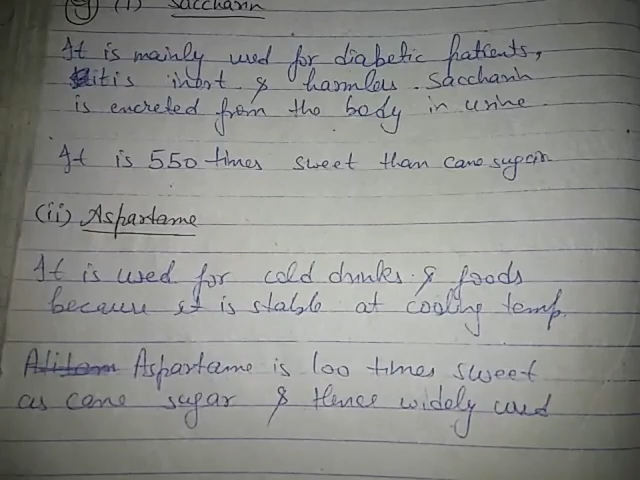 (g) (i) Saccharin
It is mainly used for diabetic patients,
it is inert & harmless. Saccharin
is encreted from the body in urine.
It is 550 times sweet than cane sugar
(ii) Aspartame
It is used for cold drinks & foods
because it is stable at cooling temp.
Alitam Aspartame is 100 times sweet
as cane sugar & Hence widely used